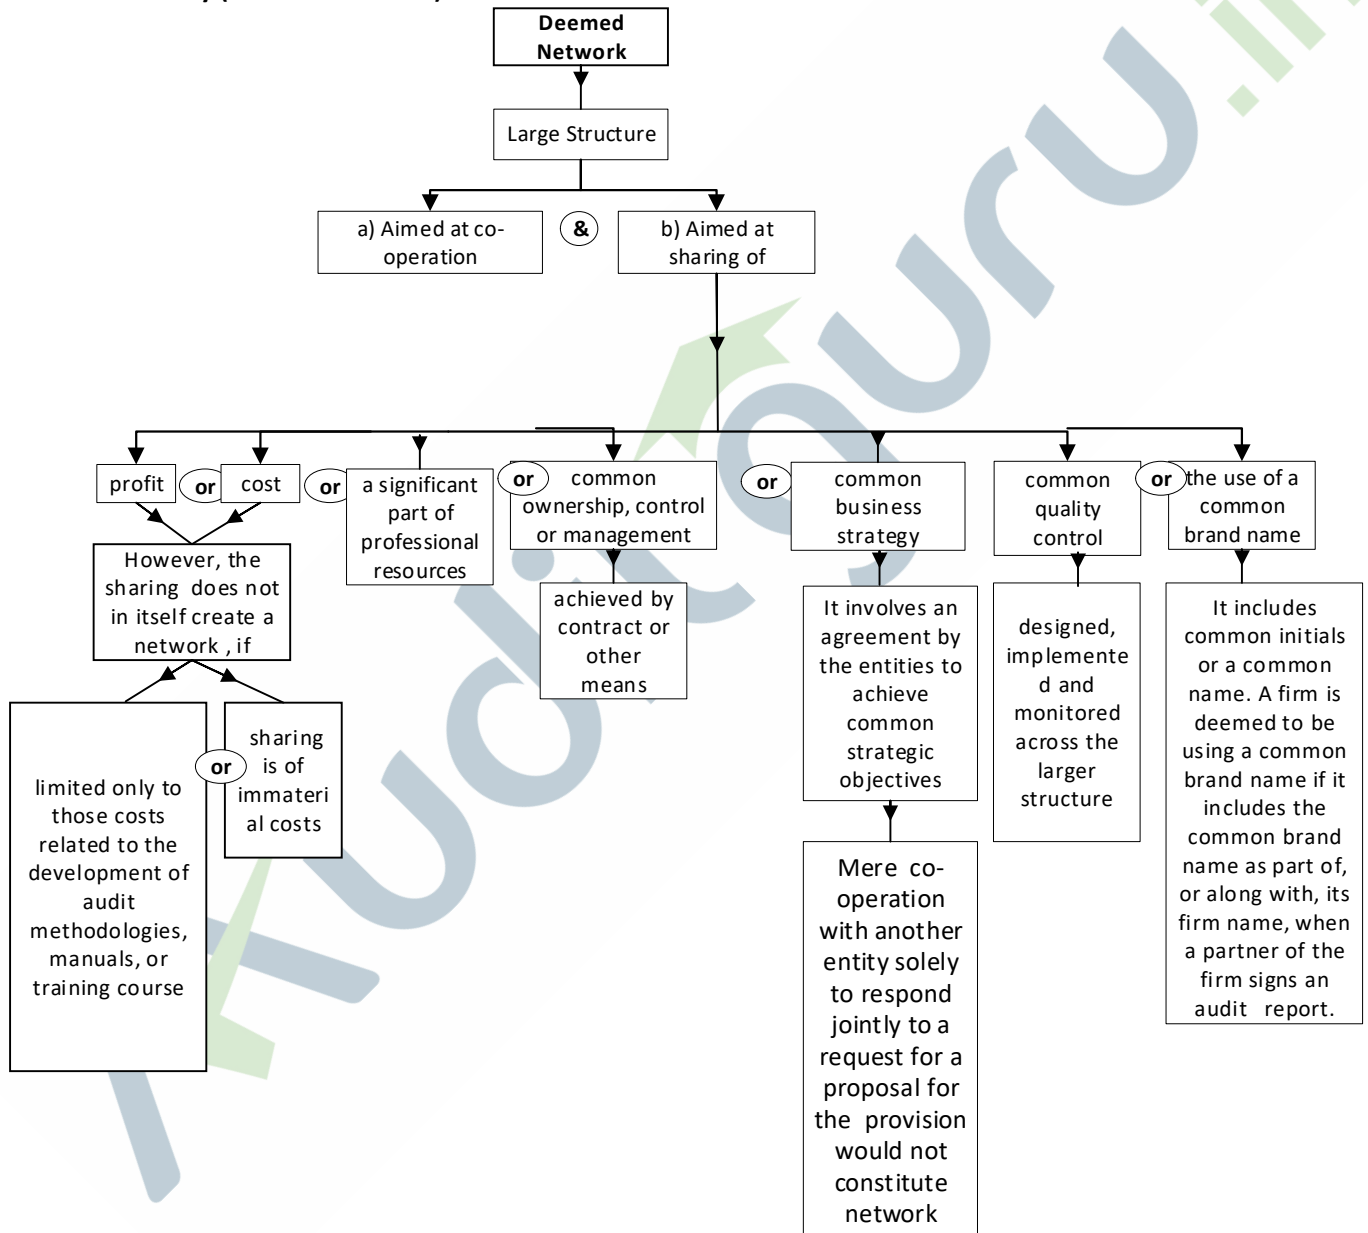 Deemed
Network
Large Structure
a) Aimed at co-
operation
&
b) Aimed at
sharing of
profit
or
cost
or
a significant
part of
professional
resources
or
common
ownership, control
or management
or
common
business
strategy
common
quality
control
or
the use of a
common
brand name
However, the
sharing does not
in itself create a
network , if
achieved by
contract or
other
means
It involves an
agreement by
the entities to
achieve
common
strategic
objectives
designed,
implemente
d and
monitored
across the
larger
structure
It includes
common initials
or a common
name. A firm is
deemed to be
using a common
brand name if it
includes the
common brand
name as part of,
or along with, its
firm name, when
a partner of the
firm signs an
audit report.
limited only to
those costs
related to the
development of
audit
methodologies,
manuals, or
training course
or
sharing
is of
immateri
al costs
Mere co-
operation
with another
entity solely
to respond
jointly to a
request for a
proposal for
the provision
would not
constitute
network
Auditguru.in